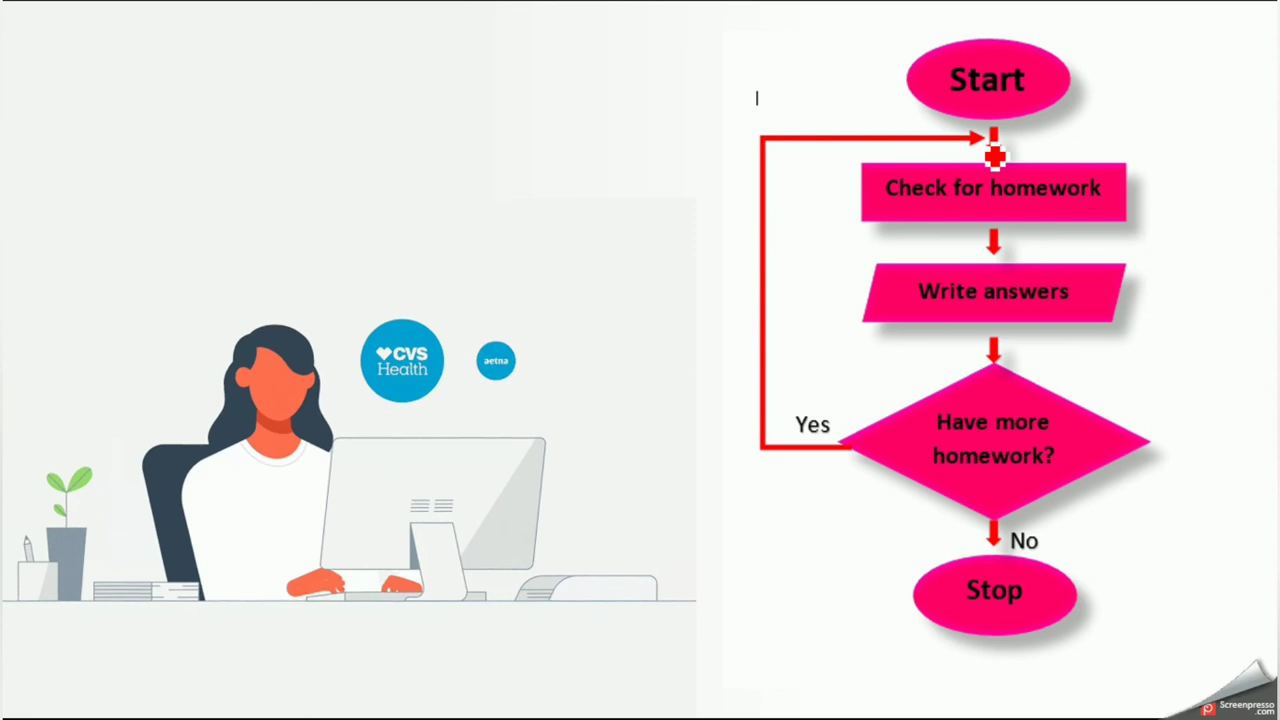 Start
Check for homework
Write answers
Have more
homework?
Yes
No
Stop
CVS
Health
aetna
Screenpresso
.com